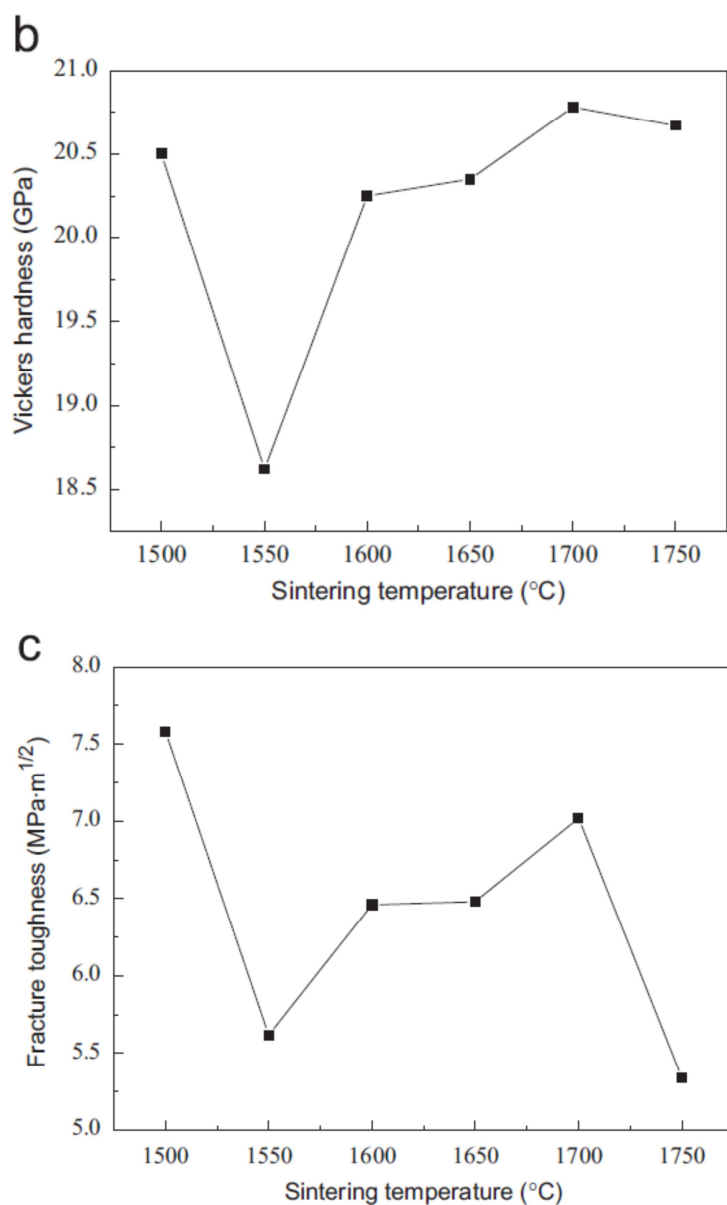 b
21.0
20.5
20.0
19.5
19.0
18.5
Vickers hardness (GPa)
1500 1550 1600 1650 1700 1750
Sintering temperature (°C)
c
8.0
7.5
7.0
6.5
6.0
5.5
5.0
Fracture toughness (MPa·m^1/2)
1500 1550 1600 1650 1700 1750
Sintering temperature (°C)